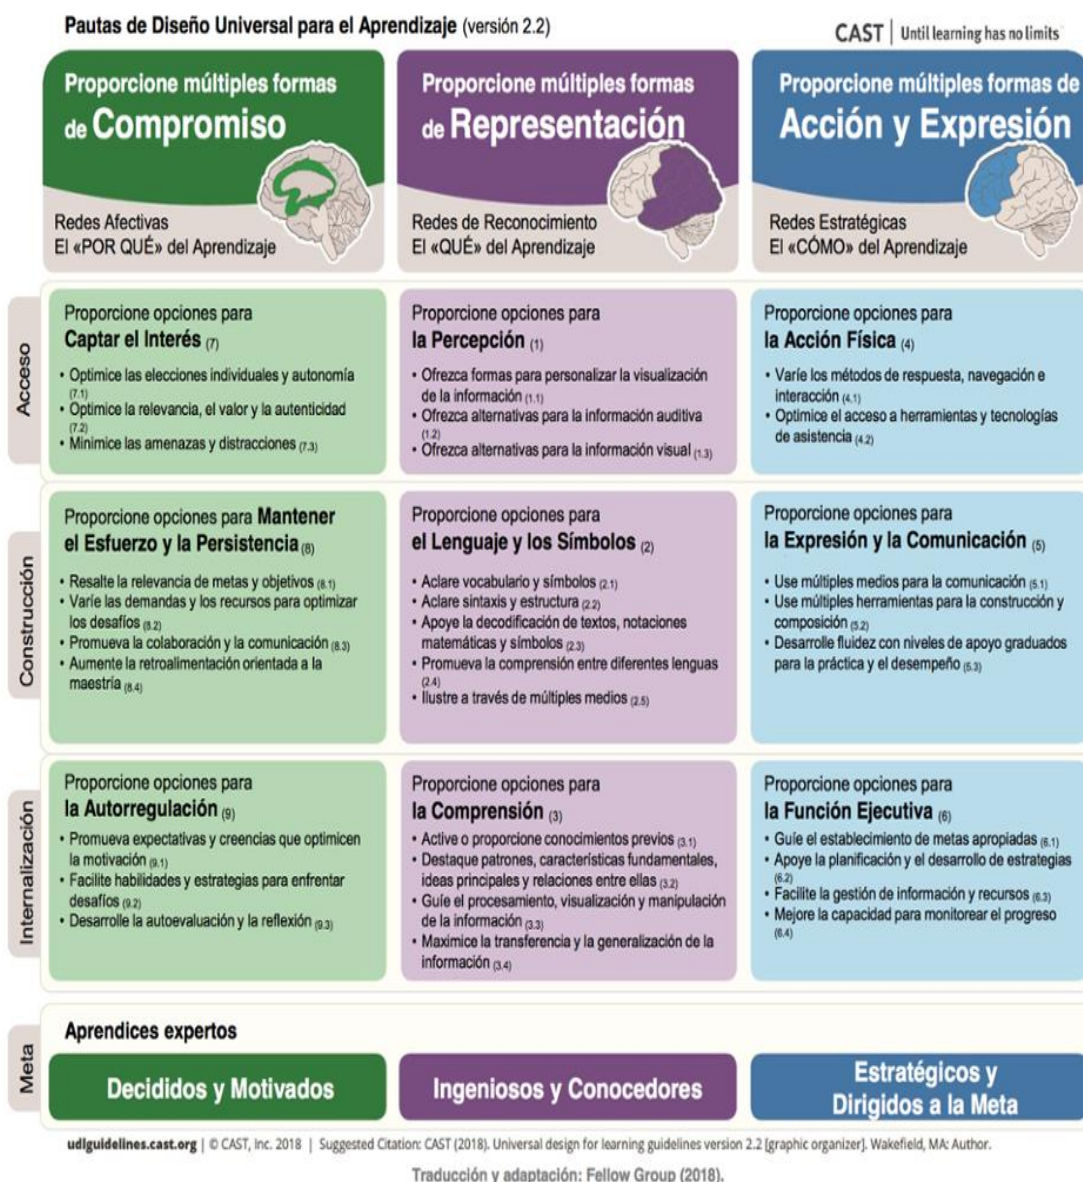 Pautas de Diseño Universal para el Aprendizaje (versión 2.2)
CAST | Until learning has no limits
Proporcione múltiples formas
de Compromiso
Redes Afectivas
El «POR QUÉ» del Aprendizaje
Proporcione múltiples formas
de Representación
Redes de Reconocimiento
El «QUÉ» del Aprendizaje
Proporcione múltiples formas de
Acción y Expresión
Redes Estratégicas
El «CÓMO» del Aprendizaje
Acceso
Proporcione opciones para
Captar el Interés (7)
• Optimice las elecciones individuales y autonomía
(7.1)
• Optimice la relevancia, el valor y la autenticidad
(7.2)
• Minimice las amenazas y distracciones (7.3)
Proporcione opciones para
la Percepción (1)
• Ofrezca formas para personalizar la visualización
de la información (1.1)
• Ofrezca alternativas para la información auditiva
(1.2)
• Ofrezca alternativas para la información visual (1.3)
Proporcione opciones para
la Acción Física (4)
• Varíe los métodos de respuesta, navegación e
interacción (4.1)
• Optimice el acceso a herramientas y tecnologías
de asistencia (4.2)
Construcción
Proporcione opciones para Mantener
el Esfuerzo y la Persistencia (8)
• Resalte la relevancia de metas y objetivos (8.1)
• Varíe las demandas y los recursos para optimizar
los desafíos (8.2)
• Promueva la colaboración y la comunicación (8.3)
• Aumente la retroalimentación orientada a la
maestría (8.4)
Proporcione opciones para
el Lenguaje y los Símbolos (2)
• Aclare vocabulario y símbolos (2.1)
• Aclare sintaxis y estructura (2.2)
• Apoye la decodificación de textos, notaciones
matemáticas y símbolos (2.3)
• Promueva la comprensión entre diferentes lenguas
(2.4)
• Ilustre a través de múltiples medios (2.5)
Proporcione opciones para
la Expresión y la Comunicación (5)
• Use múltiples medios para la comunicación (5.1)
• Use múltiples herramientas para la construcción y
composición (5.2)
• Desarrolle fluidez con niveles de apoyo graduados
para la práctica y el desempeño (5.3)
Internalización
Proporcione opciones para
la Autorregulación (9)
• Promueva expectativas y creencias que optimicen
la motivación (9.1)
• Facilite habilidades y estrategias para enfrentar
desafíos (9.2)
• Desarrolle la autoevaluación y la reflexión (9.3)
Proporcione opciones para
la Comprensión (3)
• Active o proporcione conocimientos previos (3.1)
• Destaque patrones, características fundamentales,
ideas principales y relaciones entre ellas (3.2)
• Guíe el procesamiento, visualización y manipulación
de la información (3.3)
• Maximice la transferencia y la generalización de la
información (3.4)
Proporcione opciones para
la Función Ejecutiva (6)
• Guíe el establecimiento de metas apropiadas (6.1)
• Apoye la planificación y el desarrollo de estrategias
(6.2)
• Facilite la gestión de información y recursos (6.3)
• Mejore la capacidad para monitorear el progreso
(6.4)
Meta
Aprendices expertos
Decididos y Motivados
Ingeniosos y Conocedores
Estratégicos y
Dirigidos a la Meta
udlguidelines.cast.org | © CAST, Inc. 2018 | Suggested Citation: CAST (2018). Universal design for learning guidelines version 2.2 [graphic organizer]. Wakefield, MA: Author.
Traducción y adaptación: Fellow Group (2018).